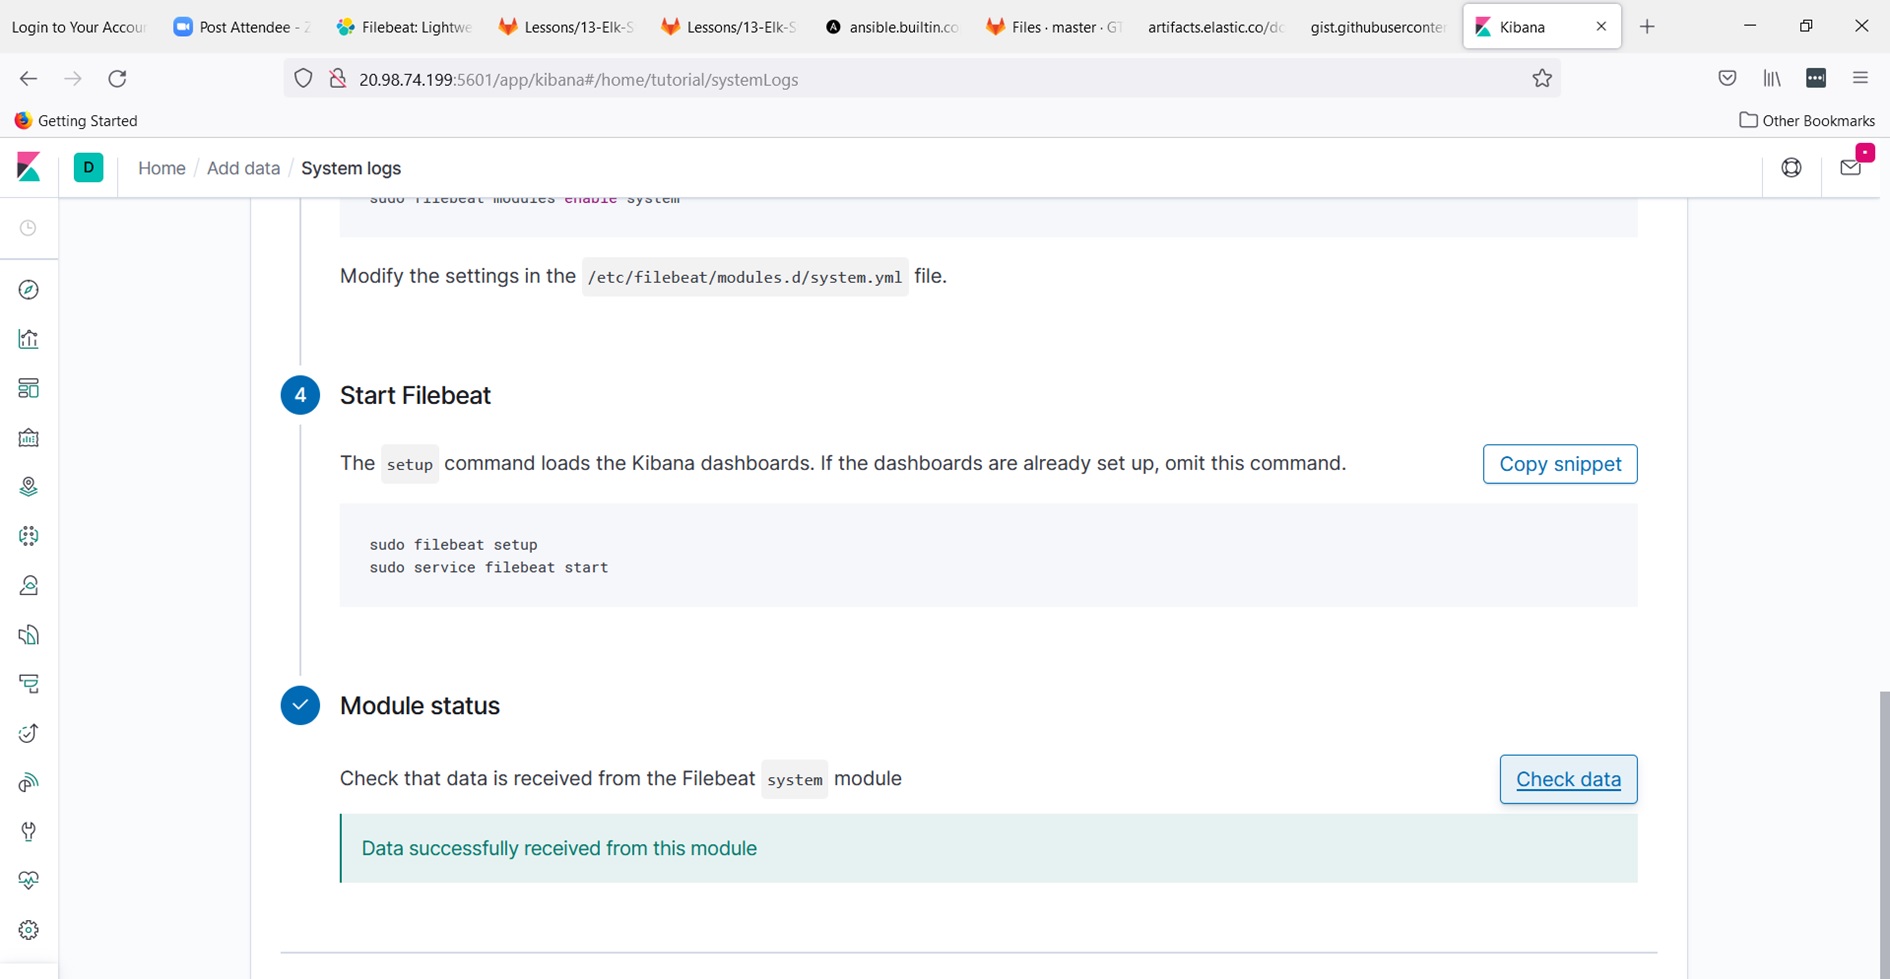 Login to Your Accou
Post Attendee - Z
Filebeat: Lightwe
Lessons/13-Elk-S
Lessons/13-Elk-S
ansible.builtin.co
Files · master · GT
artifacts.elastic.co/do
gist.githubuserconte
Kibana
20.98.74.199:5601/app/kibana#/home/tutorial/systemLogs
Getting Started
Other Bookmarks
D
Home / Add data / System logs
sudo filebeat modules enable system
Modify the settings in the /etc/filebeat/modules.d/system.yml file.
4 Start Filebeat
The setup command loads the Kibana dashboards. If the dashboards are already set up, omit this command.
Copy snippet
sudo filebeat setup
sudo service filebeat start
Module status
Check that data is received from the Filebeat system module
Check data
Data successfully received from this module